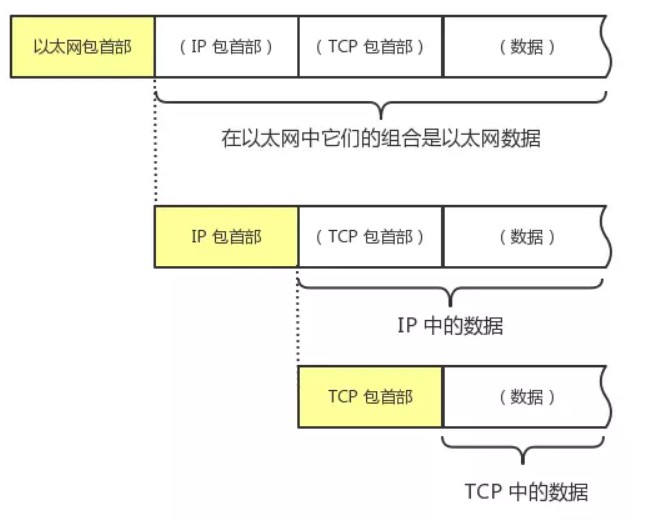 以太网包首部 （IP 包首部） （TCP 包首部） （数据）
在以太网中它们的组合是以太网数据
IP 包首部 （TCP 包首部） （数据）
IP 中的数据
TCP 包首部 （数据）
TCP 中的数据